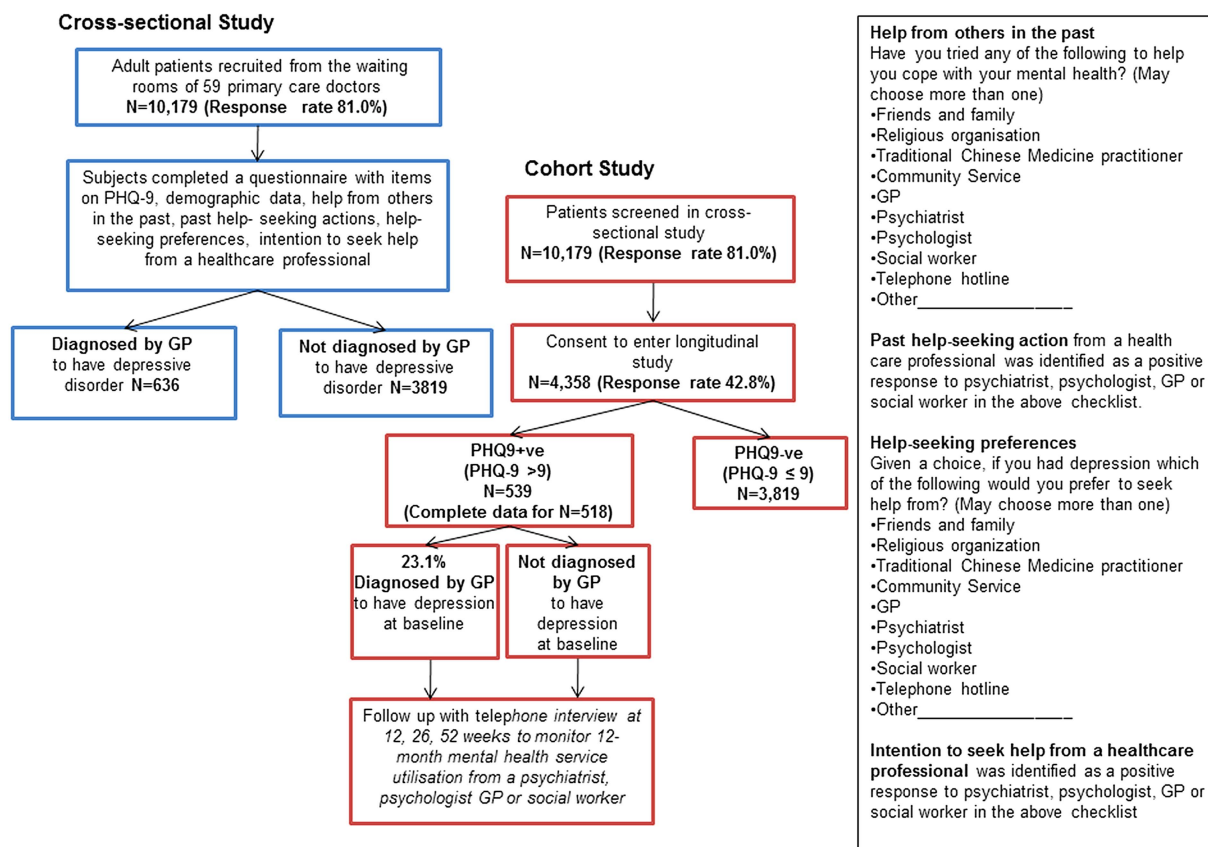 Cross-sectional Study
Adult patients recruited from the waiting
rooms of 59 primary care doctors
N=10,179 (Response rate 81.0%)
Subjects completed a questionnaire with items
on PHQ-9, demographic data, help from others
in the past, past help- seeking actions, help-
seeking preferences, intention to seek help
from a healthcare professional
Diagnosed by GP
to have depressive
disorder N=636
Not diagnosed by GP
to have depressive
disorder N=3819
Cohort Study
Patients screened in cross-
sectional study
N=10,179 (Response rate 81.0%)
Consent to enter longitudinal
study
N=4,358 (Response rate 42.8%)
PHQ9+ve
(PHQ-9 >9)
N=539
(Complete data for N=518)
PHQ9-ve
(PHQ-9 ≤ 9)
N=3,819
23.1%
Diagnosed by GP
to have depression
at baseline
Not diagnosed
by GP
to have
depression
at baseline
Follow up with telephone interview at
12, 26, 52 weeks to monitor 12-
month mental health service
utilisation from a psychiatrist,
psychologist GP or social worker
Help from others in the past
Have you tried any of the following to help
you cope with your mental health? (May
choose more than one)
•Friends and family
•Religious organisation
•Traditional Chinese Medicine practitioner
•Community Service
•GP
•Psychiatrist
•Psychologist
•Social worker
•Telephone hotline
•Other_________________
Past help-seeking action from a health
care professional was identified as a positive
response to psychiatrist, psychologist, GP or
social worker in the above checklist.
Help-seeking preferences
Given a choice, if you had depression which
of the following would you prefer to seek
help from? (May choose more than one)
•Friends and family
•Religious organization
•Traditional Chinese Medicine practitioner
•Community Service
•GP
•Psychiatrist
•Psychologist
•Social worker
•Telephone hotline
•Other_________________
Intention to seek help from a healthcare
professional was identified as a positive
response to psychiatrist, psychologist, GP or
social worker in the above checklist